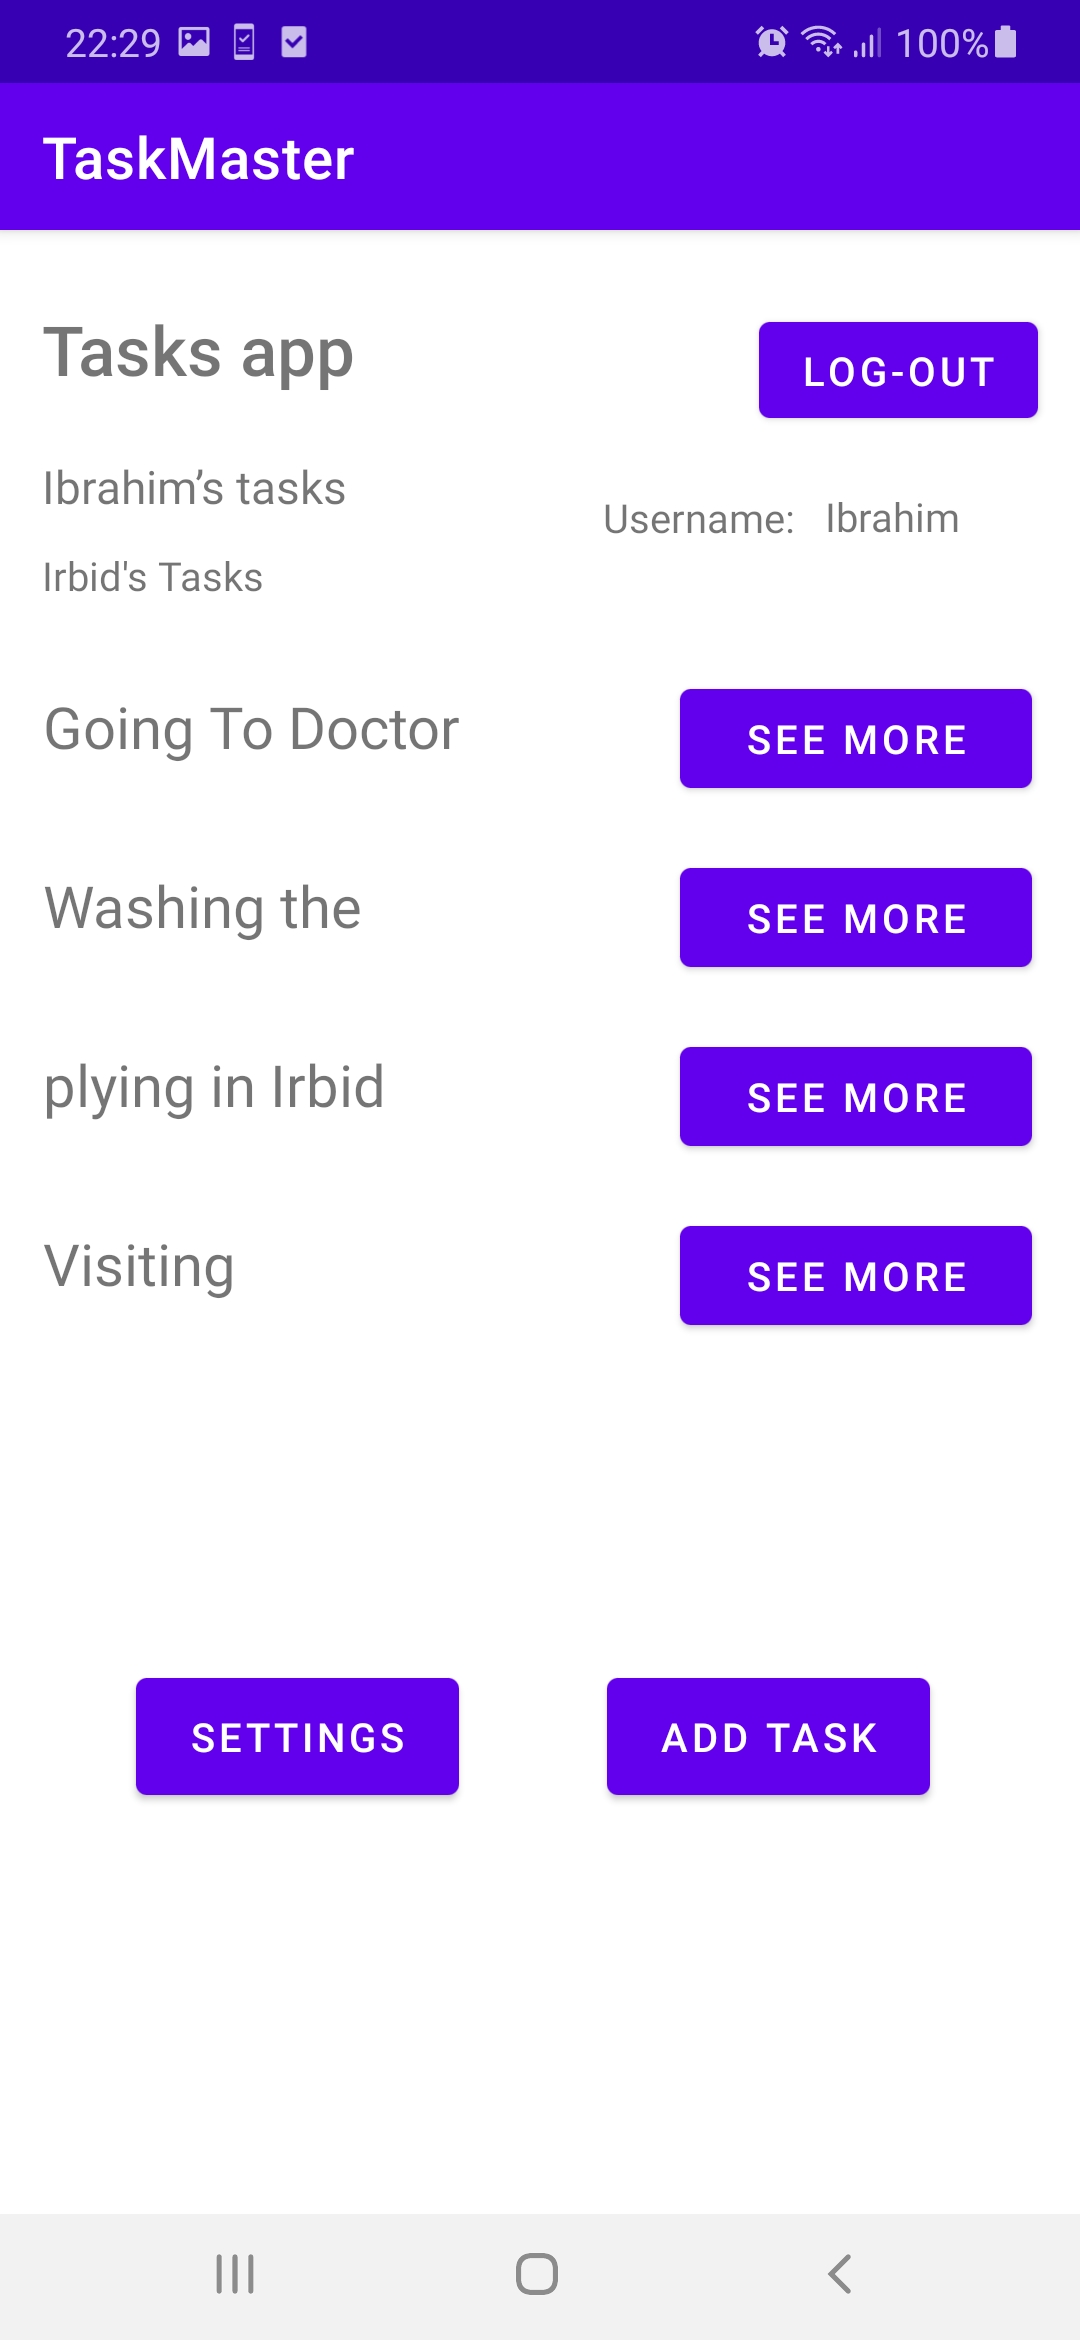 22:29 100%
TaskMaster
Tasks app
LOG-OUT
Ibrahim’s tasks
Username: Ibrahim
Irbid's Tasks
Going To Doctor
SEE MORE
Washing the
SEE MORE
plying in Irbid
SEE MORE
Visiting
SEE MORE
SETTINGS
ADD TASK